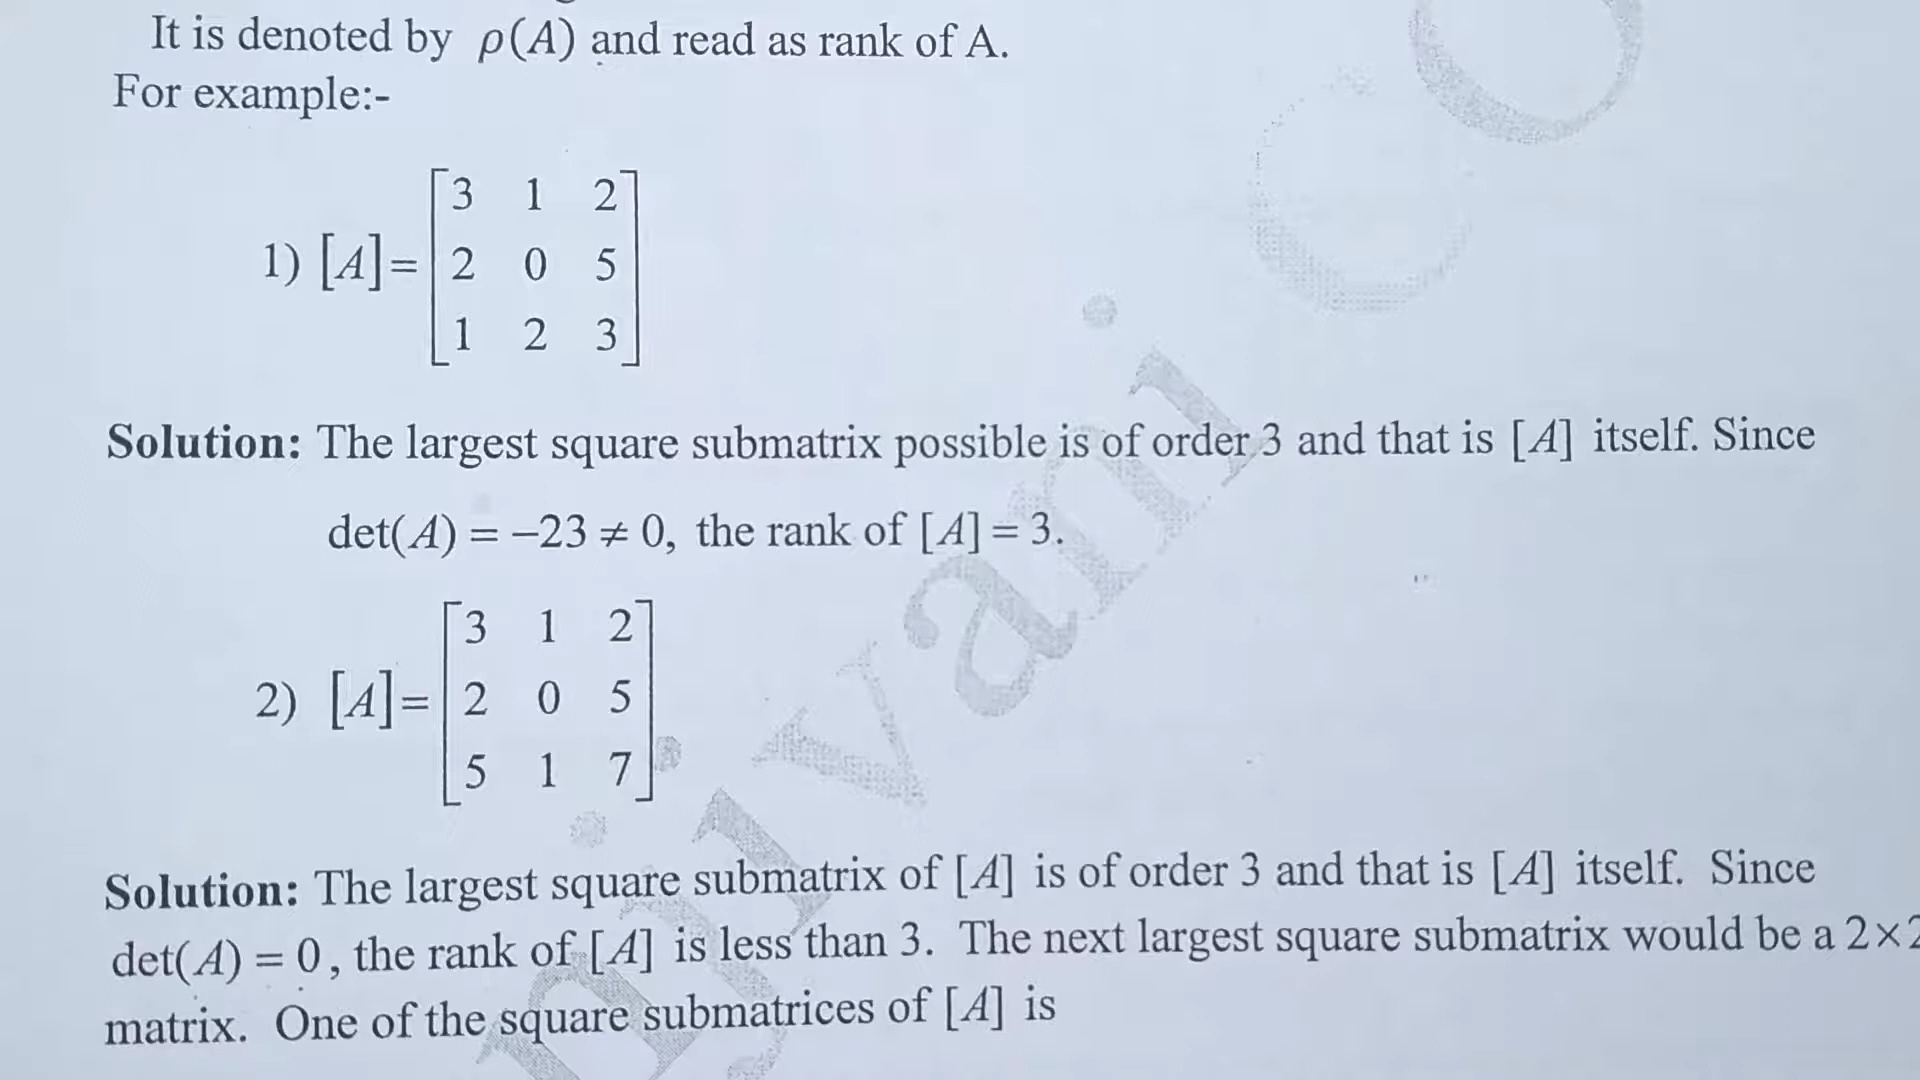 It is denoted by ρ(A) and read as rank of A.
For example:-
1) [A]= [3 1 2
2 0 5
1 2 3]
Solution: The largest square submatrix possible is of order 3 and that is [A] itself. Since
det(A) = −23 ≠ 0, the rank of [A] = 3.
2) [A]= [3 1 2
2 0 5
5 1 7]
Solution: The largest square submatrix of [A] is of order 3 and that is [A] itself. Since
det(A) = 0, the rank of [A] is less than 3. The next largest square submatrix would be a 2×2
matrix. One of the square submatrices of [A] is